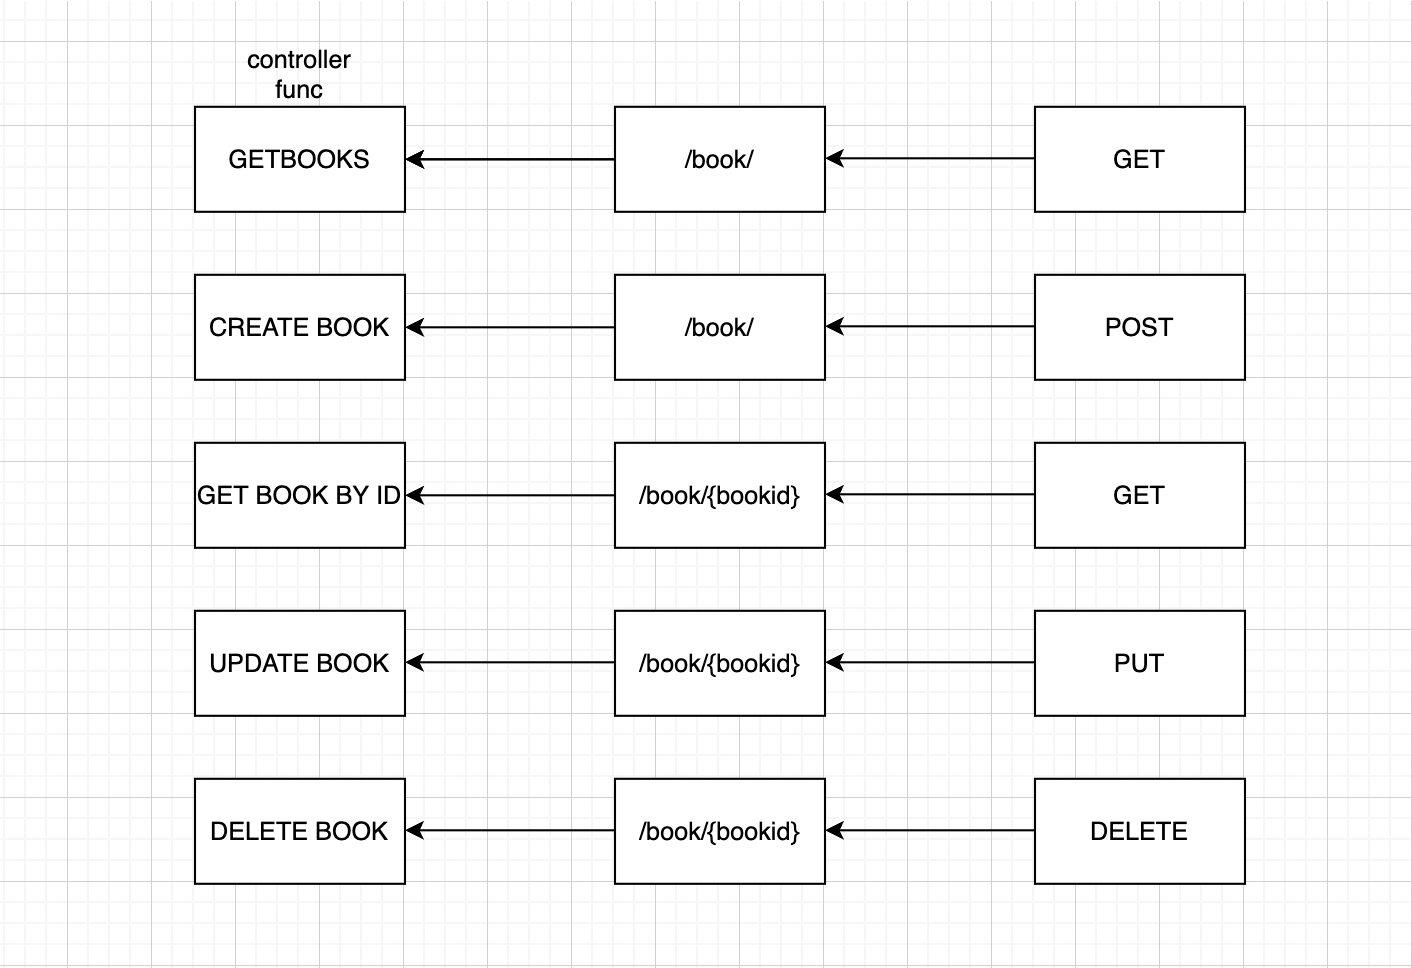 controller
func
GETBOOKS
/book/
GET
CREATE BOOK
/book/
POST
GET BOOK BY ID
/book/{bookid}
GET
UPDATE BOOK
/book/{bookid}
PUT
DELETE BOOK
/book/{bookid}
DELETE